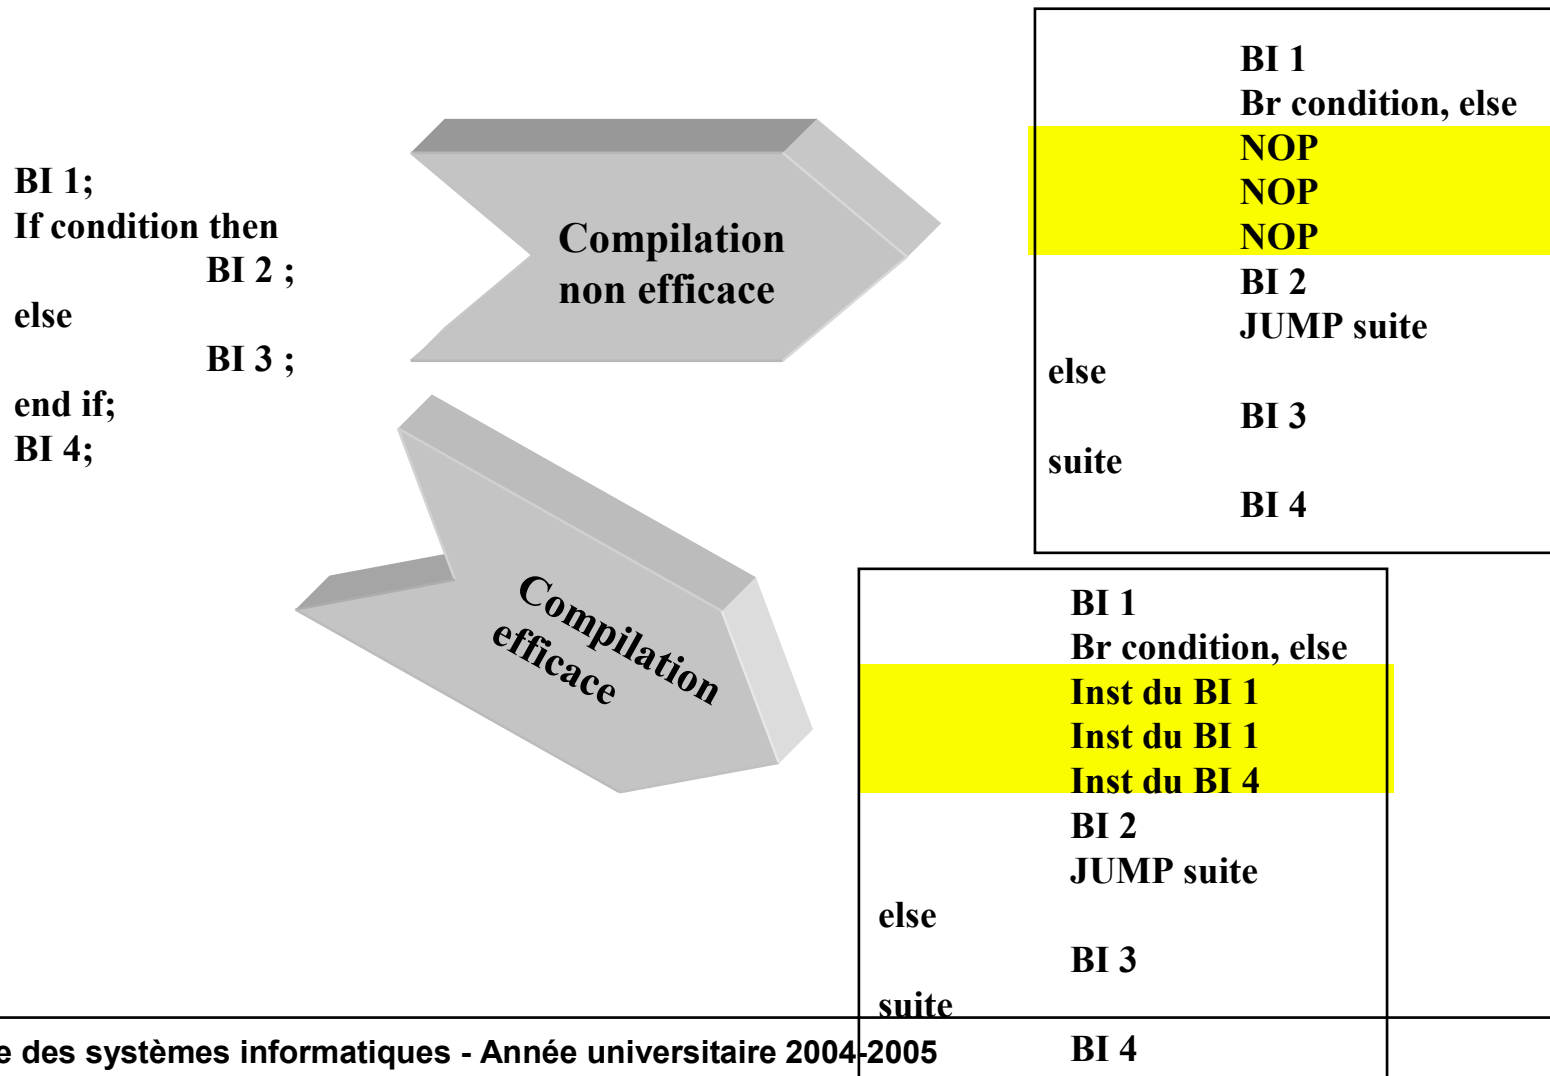 BI 1;
If condition then
BI 2 ;
else
BI 3 ;
end if;
BI 4;
Compilation
non efficace
BI 1
Br condition, else
NOP
NOP
NOP
BI 2
JUMP suite
else
BI 3
suite
BI 4
Compilation
efficace
BI 1
Br condition, else
Inst du BI 1
Inst du BI 1
Inst du BI 4
BI 2
JUMP suite
else
BI 3
suite
BI 4
e des systèmes informatiques - Année universitaire 2004-2005